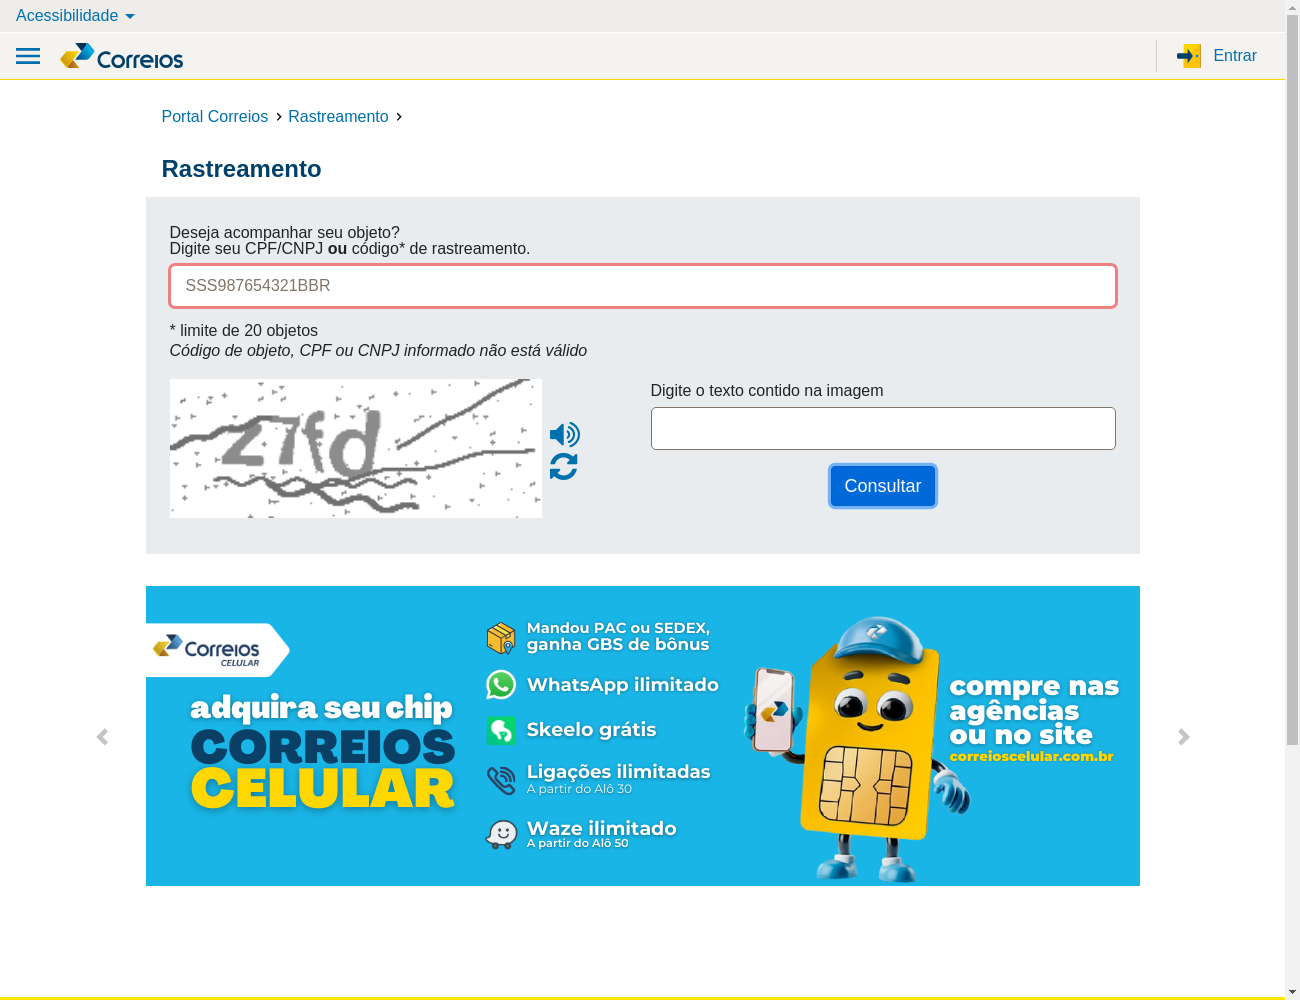 Acessibilidade
Correios
Entrar
Portal Correios
Rastreamento
Rastreamento
Deseja acompanhar seu objeto?
Digite seu CPF/CNPJ ou código* de rastreamento.
SSS987654321BBR
* limite de 20 objetos
Código de objeto, CPF ou CNPJ informado não está válido
z7fd
Digite o texto contido na imagem
Consultar
Correios
CELULAR
adquira seu chip
CORREIOS
CELULAR
Mandou PAC ou SEDEX,
ganha GBS de bônus
WhatsApp ilimitado
Skeelo grátis
Ligações ilimitadas
A partir do Alô 30
Waze ilimitado
A partir do Alô 50
compre nas
agências
ou no site
correioscelular.com.br